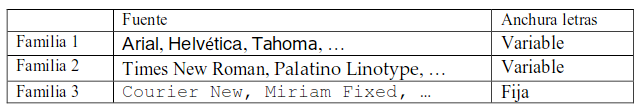 Fuente Anchura letras
Familia 1 Arial, Helvética, Tahoma, … Variable
Familia 2 Times New Roman, Palatino Linotype, … Variable
Familia 3 Courier New, Miriam Fixed, … Fija